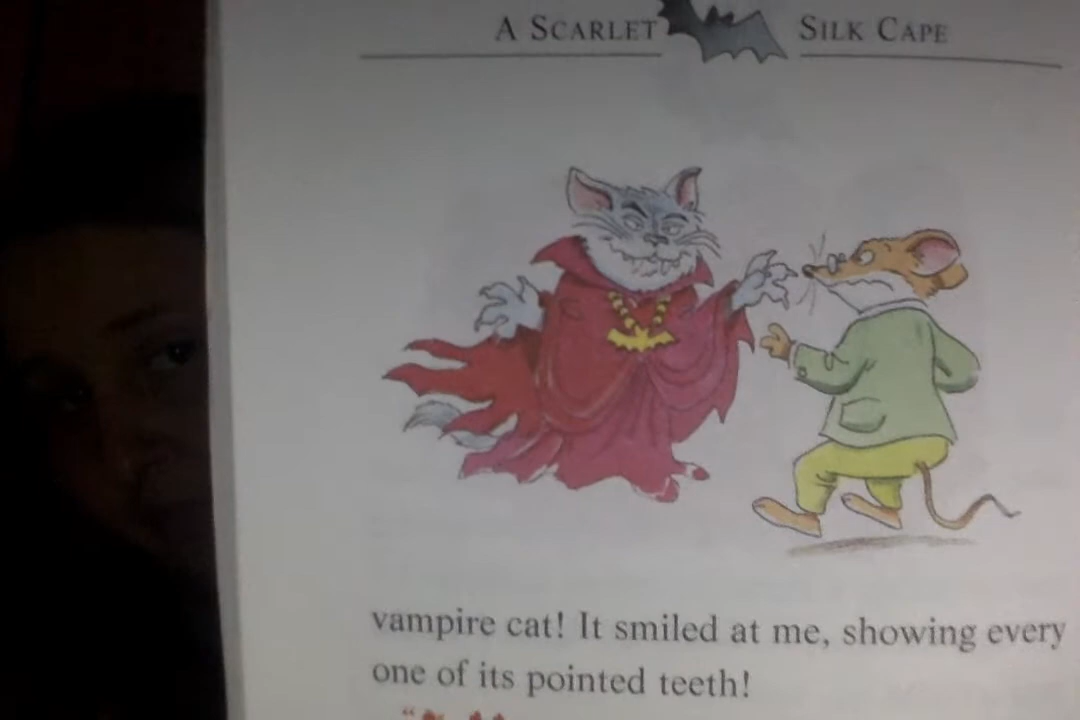 A SCARLET SILK CAPE
vampire cat! It smiled at me, showing every
one of its pointed teeth!